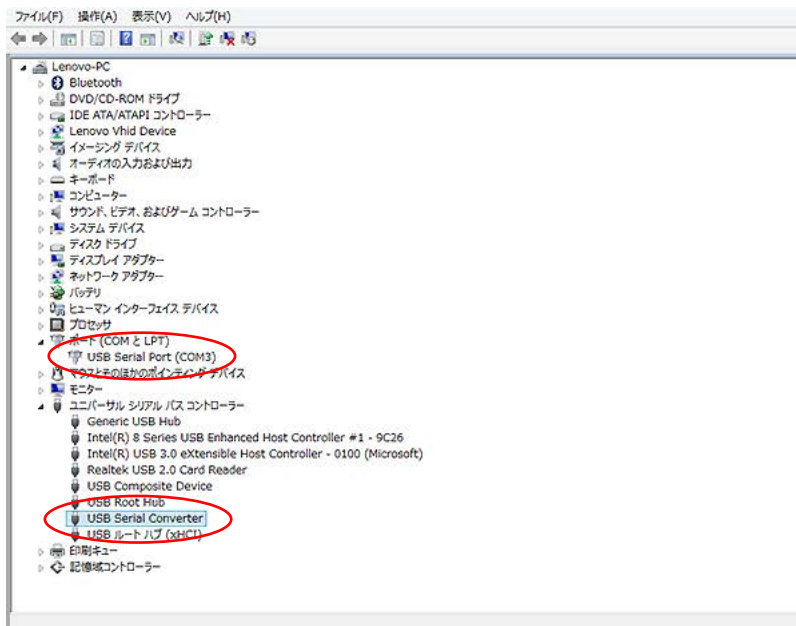 ファイル(F) 操作(A) 表示(V) ヘルプ(H)
Lenovo-PC
Bluetooth
DVD/CD-ROM ドライブ
IDE ATA/ATAPI コントローラー
Lenovo Vhid Device
イメージング デバイス
オーディオの入力および出力
キーボード
コンピューター
サウンド、ビデオ、およびゲーム コントローラー
システム デバイス
ディスク ドライブ
ディスプレイ アダプター
ネットワーク アダプター
バッテリ
ヒューマン インターフェイス デバイス
プロセッサ
ポート (COM と LPT)
USB Serial Port (COM3)
マウスとそのほかのポインティング デバイス
モニター
ユニバーサル シリアル バス コントローラー
Generic USB Hub
Intel(R) 8 Series USB Enhanced Host Controller #1 - 9C26
Intel(R) USB 3.0 eXtensible Host Controller - 0100 (Microsoft)
Realtek USB 2.0 Card Reader
USB Composite Device
USB Root Hub
USB Serial Converter
USB ルート ハブ (xHCI)
印刷キュー
記憶域コントローラー